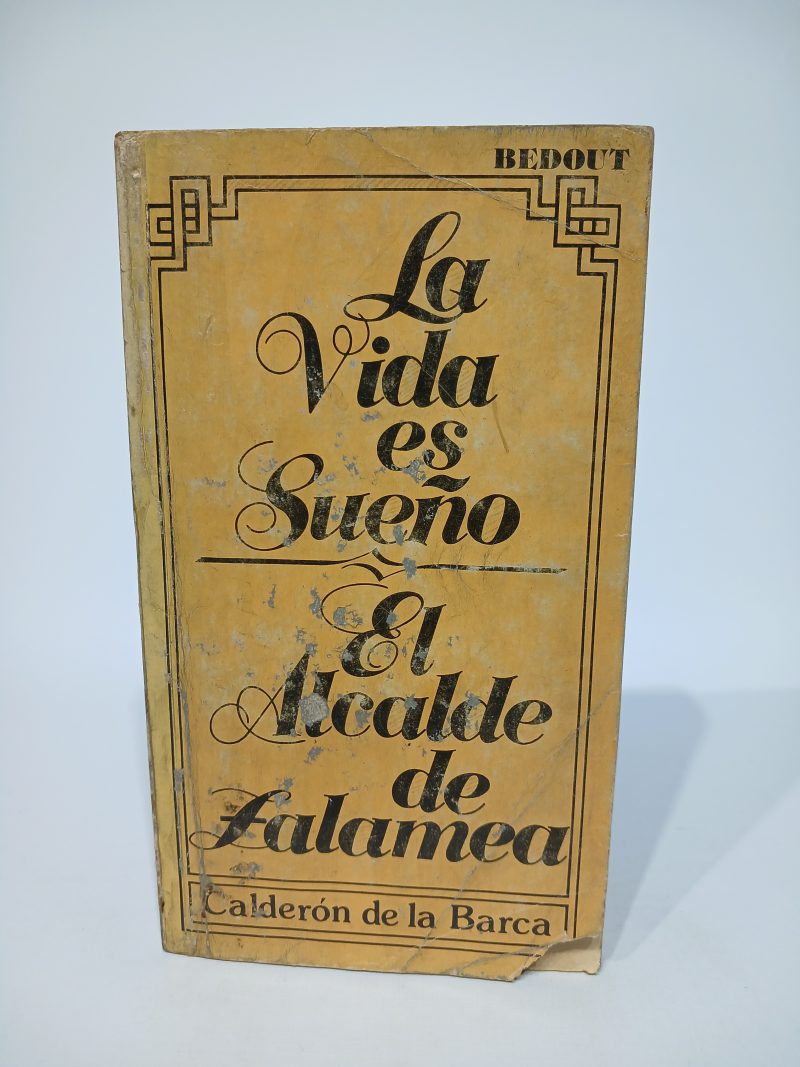 BEDOUT
La
Vida
es
Sueño
El
Alcalde
de
Zalamea
Calderón de la Barca